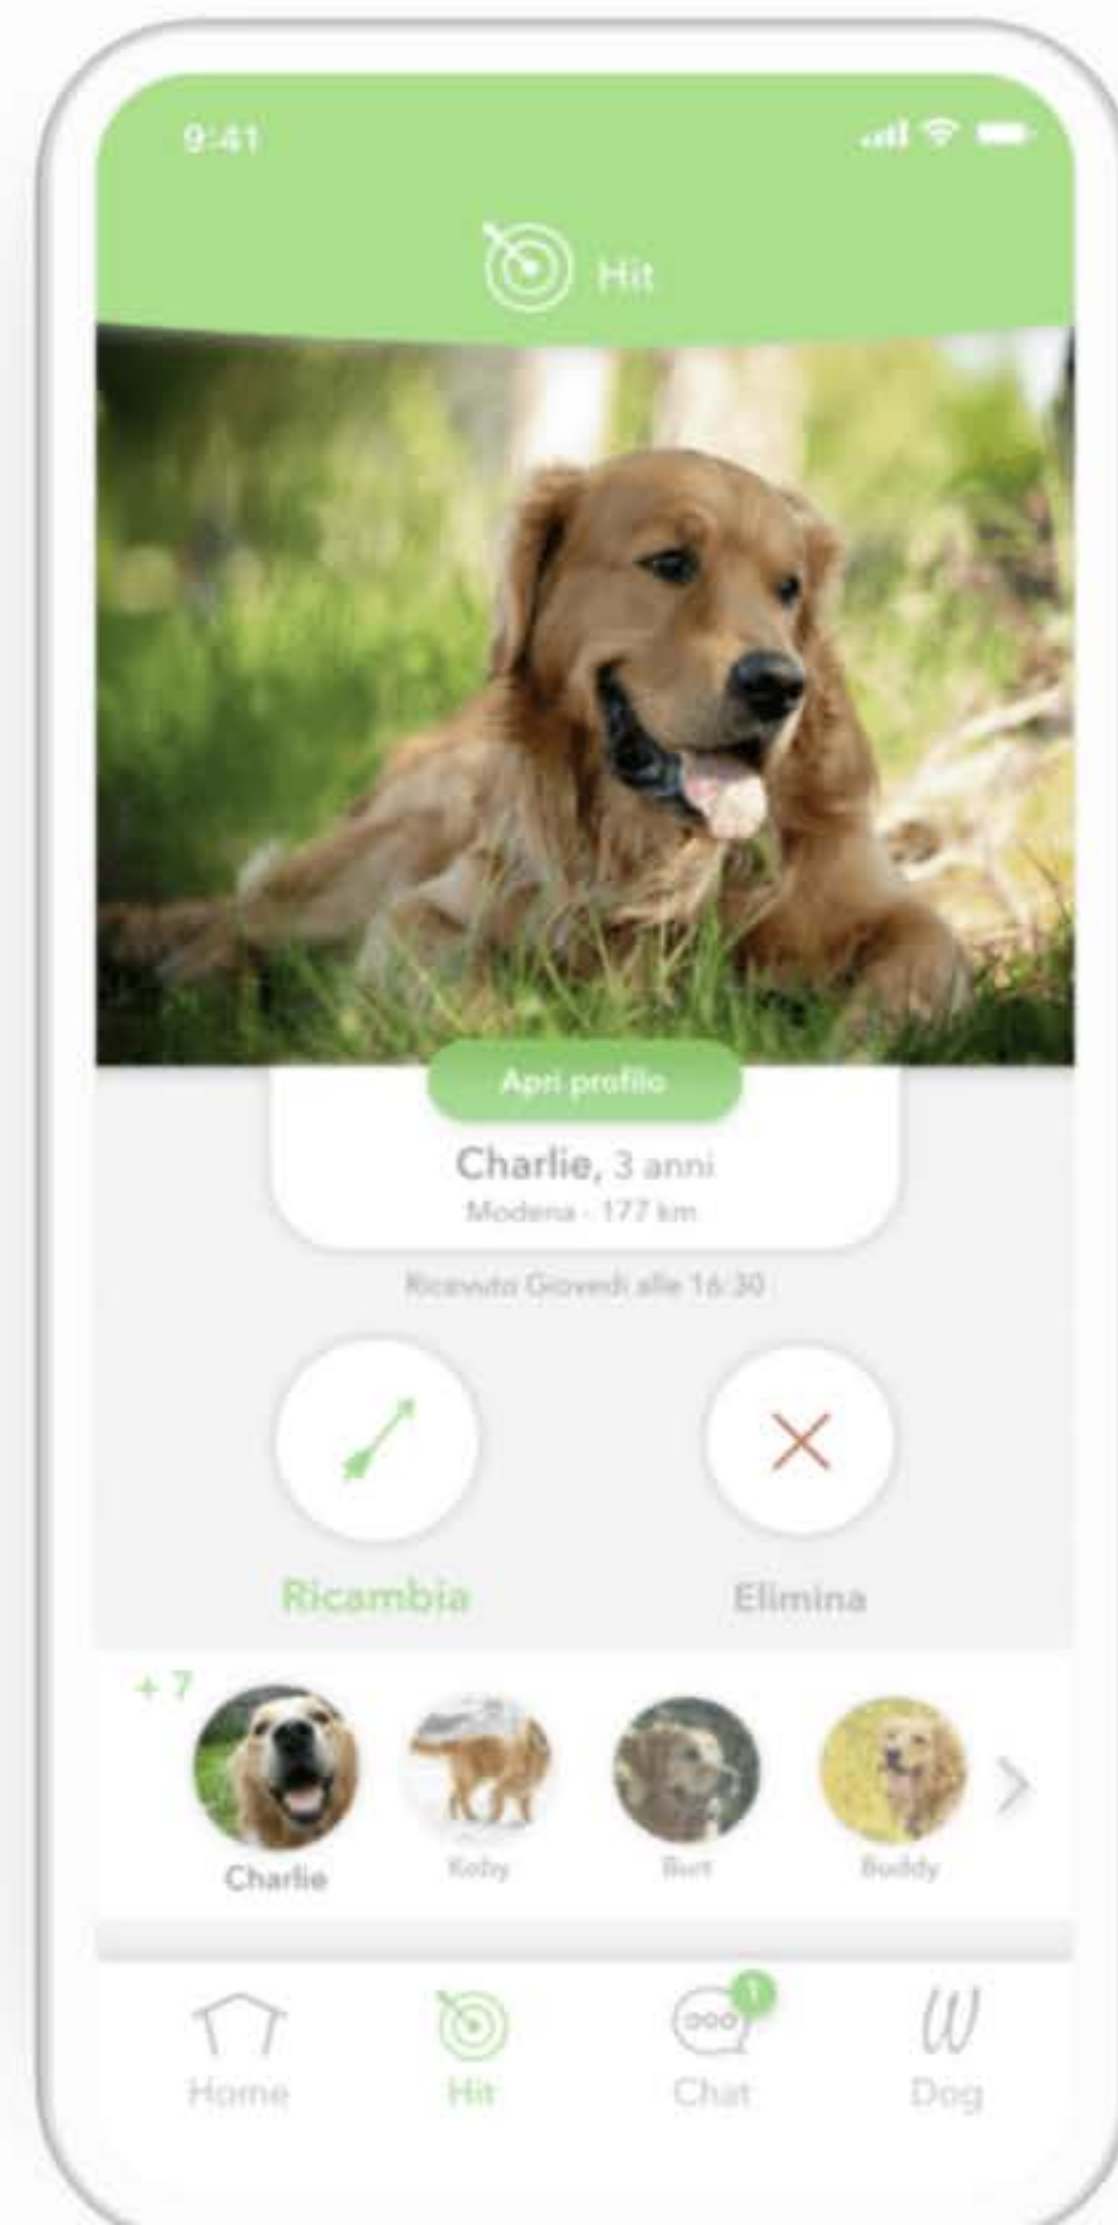 9:41
Hit
Apri profilo
Charlie, 3 anni
Modena - 177 km
Ricevuto Giovedì alle 16:30
Ricambia
Elimina
+ 7
Charlie
Koby
Burt
Buddy
1
Home
Hit
Chat
Dog